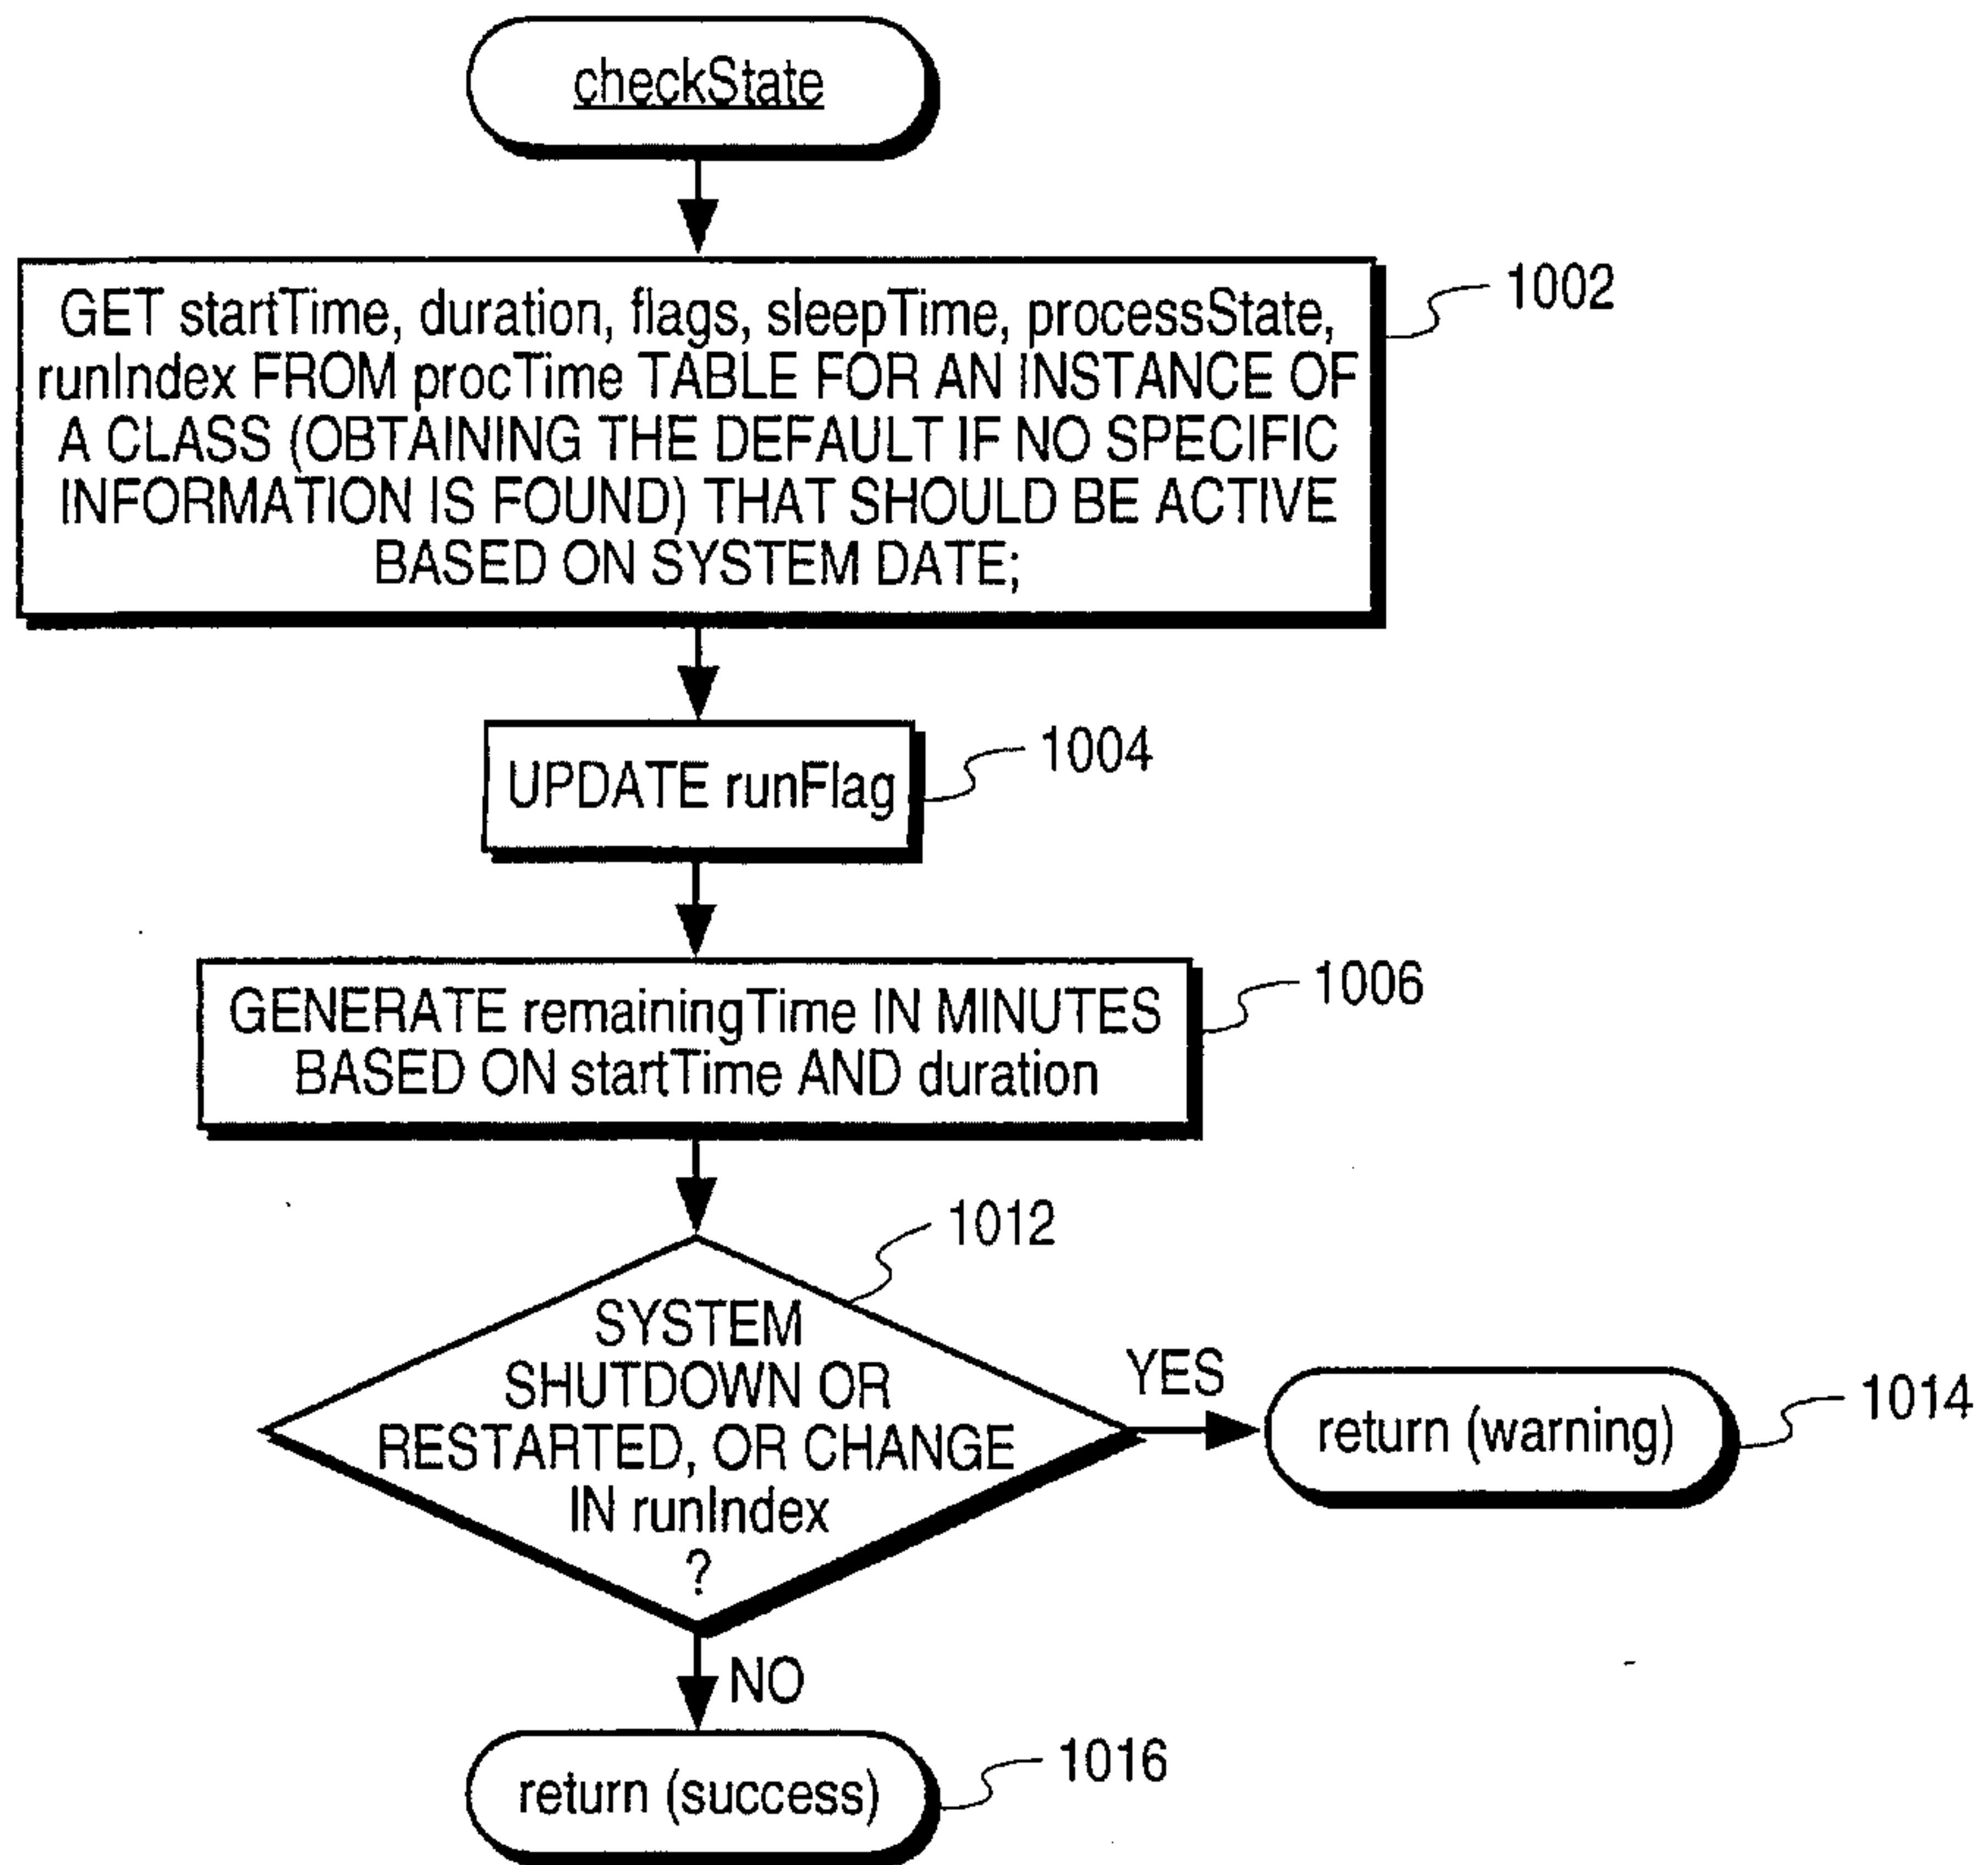 checkState
GET startTime, duration, flags, sleepTime, processState,
runIndex FROM procTime TABLE FOR AN INSTANCE OF
A CLASS (OBTAINING THE DEFAULT IF NO SPECIFIC
INFORMATION IS FOUND) THAT SHOULD BE ACTIVE
BASED ON SYSTEM DATE;
1002
UPDATE runFlag
1004
GENERATE remainingTime IN MINUTES
BASED ON startTime AND duration
1006
SYSTEM
SHUTDOWN OR
RESTARTED, OR CHANGE
IN runIndex
?
1012
YES
return (warning)
1014
NO
return (success)
1016